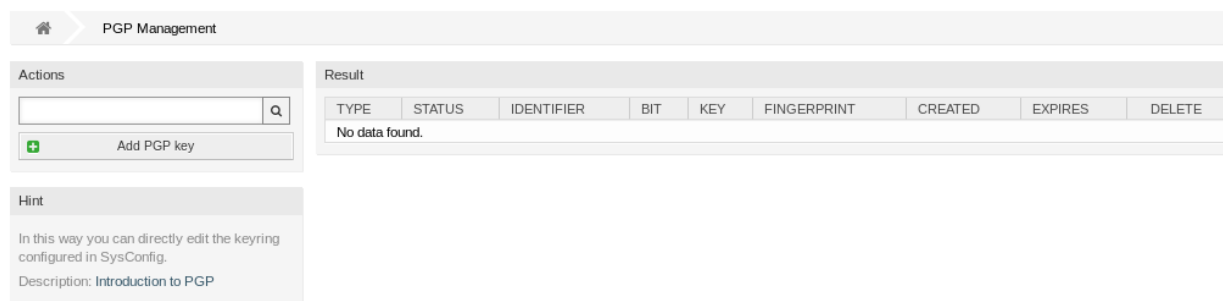 PGP Management
Actions
Add PGP key
Hint
In this way you can directly edit the keyring
configured in SysConfig.
Description: Introduction to PGP
Result
TYPE STATUS IDENTIFIER BIT KEY FINGERPRINT CREATED EXPIRES DELETE
No data found.